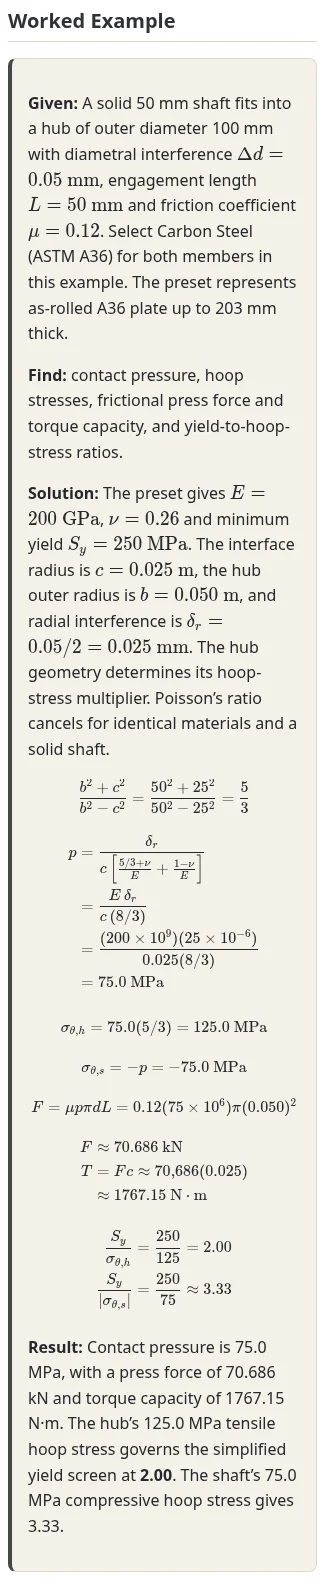 Worked Example
Given: A solid 50 mm shaft fits into
a hub of outer diameter 100 mm
with diametral interference Δd =
0.05 mm, engagement length
L = 50 mm and friction coefficient
μ = 0.12. Select Carbon Steel
(ASTM A36) for both members in
this example. The preset represents
as-rolled A36 plate up to 203 mm
thick.
Find: contact pressure, hoop
stresses, frictional press force and
torque capacity, and yield-to-hoop-
stress ratios.
Solution: The preset gives E =
200 GPa, ν = 0.26 and minimum
yield S_y = 250 MPa. The interface
radius is c = 0.025 m, the hub
outer radius is b = 0.050 m, and
radial interference is δ_r =
0.05/2 = 0.025 mm. The hub
geometry determines its hoop-
stress multiplier. Poisson’s ratio
cancels for identical materials and a
solid shaft.
(b² + c²)/(b² − c²) = (50² + 25²)/(50² − 25²) = 5/3
p = δ_r / (c [(5/3+ν)/E + (1−ν)/E])
= E δ_r / (c (8/3))
= (200 × 10⁹)(25 × 10⁻⁶) / (0.025(8/3))
= 75.0 MPa
σ_θ,h = 75.0(5/3) = 125.0 MPa
σ_θ,s = −p = −75.0 MPa
F = μpπdL = 0.12(75 × 10⁶)π(0.050)²
F ≈ 70.686 kN
T = Fc ≈ 70,686(0.025)
≈ 1767.15 N · m
S_y/σ_θ,h = 250/125 = 2.00
S_y/|σ_θ,s| = 250/75 ≈ 3.33
Result: Contact pressure is 75.0
MPa, with a press force of 70.686
kN and torque capacity of 1767.15
N·m. The hub’s 125.0 MPa tensile
hoop stress governs the simplified
yield screen at 2.00. The shaft’s 75.0
MPa compressive hoop stress gives
3.33.